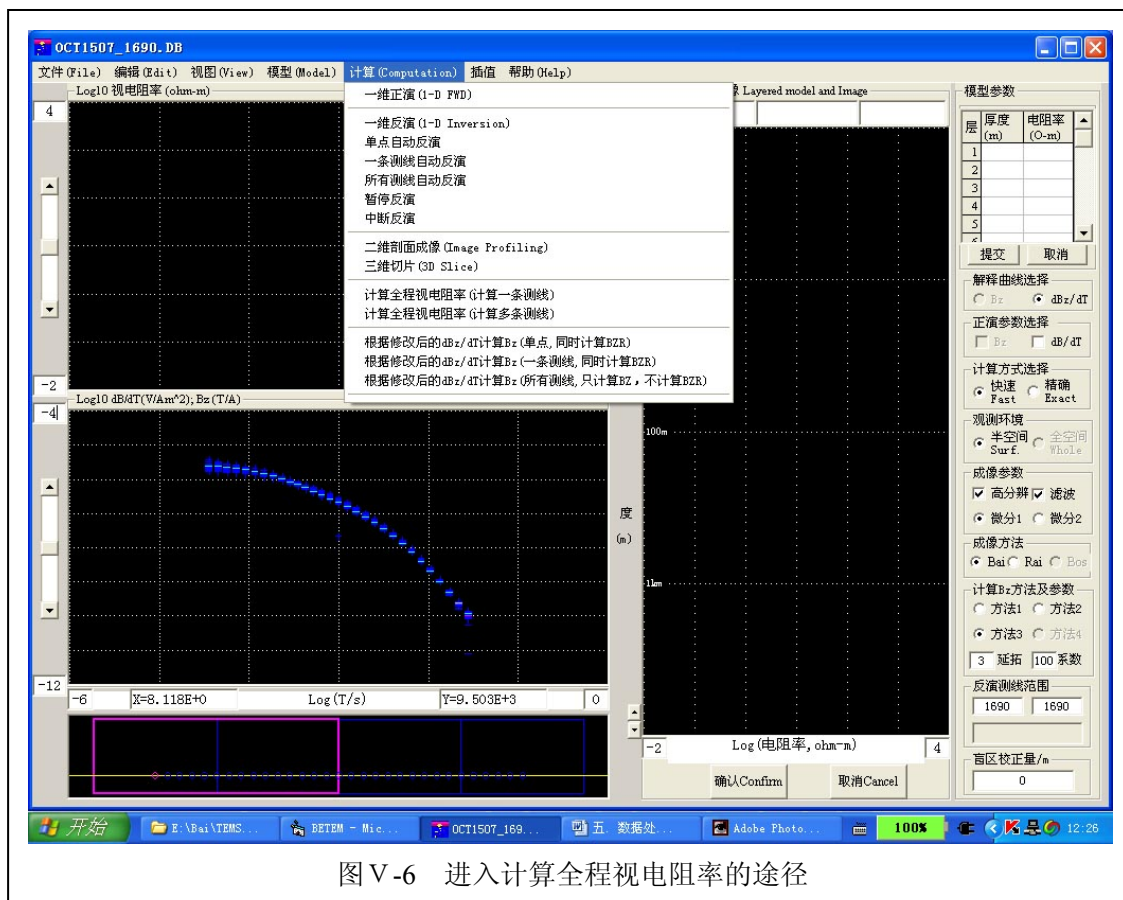 OCT1507_1690.DB
文件(File) 编辑(Edit) 视图(View) 模型(Model) 计算(Computation) 插值 帮助(Help)
一维正演(1-D FWD)
一维反演(1-D Inversion)
单点自动反演
一条测线自动反演
所有测线自动反演
暂停反演
中断反演
二维剖面成像(Image Profiling)
三维切片(3D Slice)
计算全程视电阻率(计算一条测线)
计算全程视电阻率(计算多条测线)
根据修改后的dBz/dT计算Bz(单点,同时计算BZR)
根据修改后的dBz/dT计算Bz(一条测线,同时计算BZR)
根据修改后的dBz/dT计算Bz(所有测线,只计算BZ，不计算BZR)
Log10 视电阻率(ohm-m)
4
-2
Log10 dB/dT(V/Am^2); Bz(T/A)
-4
-12
-6 X=8.118E+0 Log(T/s) Y=9.503E+3 0
Layered model and Image
100m
度
(m)
1km
-2 Log(电阻率, ohm-m) 4
确认Confirm 取消Cancel
模型参数
层 厚度(m) 电阻率(O-m)
1
2
3
4
5
提交 取消
解释曲线选择
Bz dBz/dT
正演参数选择
Bz dB/dT
计算方式选择
快速 Fast 精确 Exact
观测环境
半空间 Surf. 全空间 Whole
成像参数
高分辨 滤波
微分1 微分2
成像方法
Bai Rai Bos
计算Bz方法及参数
方法1 方法2
方法3 方法4
3 延拓 100 系数
反演测线范围
1690 1690
盲区校正量/m
0
开始 E:\Bai\TEMS... BETEM - Mic... OCT1507_169... 五. 数据处... Adobe Photo... 100% 12:26
图Ⅴ-6 进入计算全程视电阻率的途径